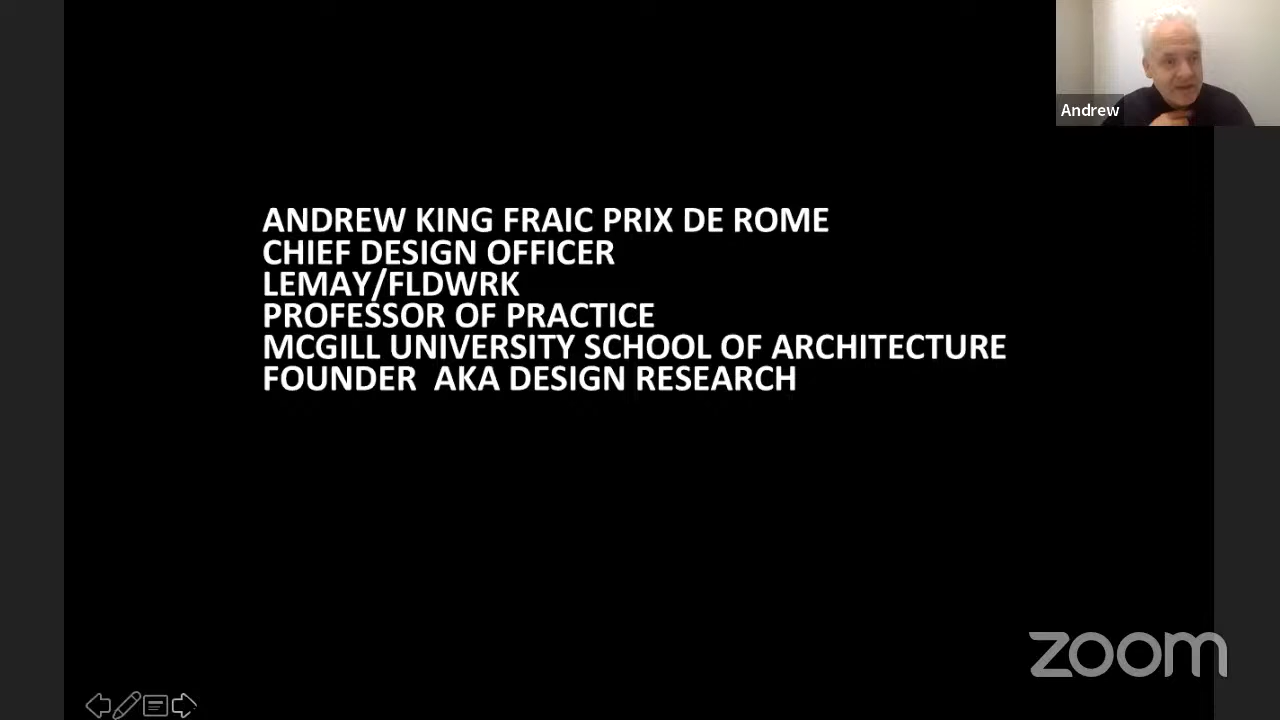 Andrew
ANDREW KING FRAIC PRIX DE ROME
CHIEF DESIGN OFFICER
LEMAY/FLDWRK
PROFESSOR OF PRACTICE
MCGILL UNIVERSITY SCHOOL OF ARCHITECTURE
FOUNDER  AKA DESIGN RESEARCH
zoom